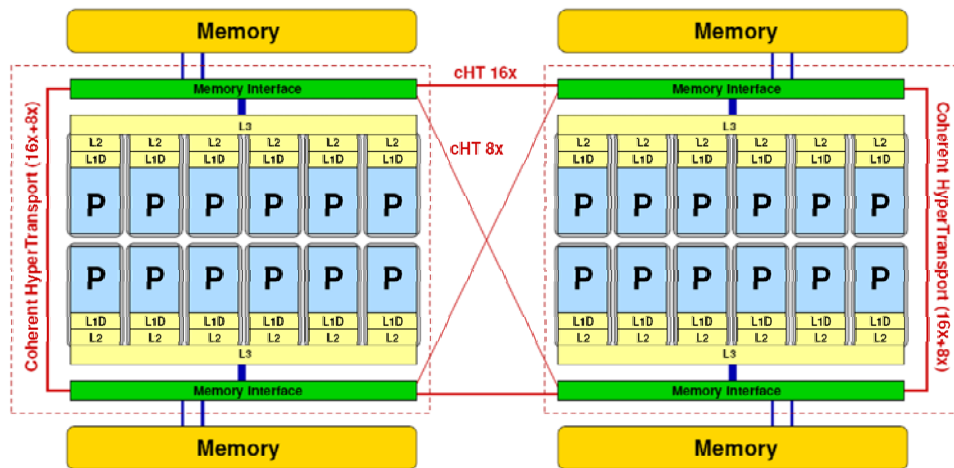 Memory
Memory
cHT 16x
Memory Interface
Memory Interface
Coherent HyperTransport (16x+8x)
Coherent HyperTransport (16x+8x)
L3
L3
cHT 8x
L2 L2 L2 L2 L2 L2
L2 L2 L2 L2 L2 L2
L1D L1D L1D L1D L1D L1D
L1D L1D L1D L1D L1D L1D
P P P P P P
P P P P P P
P P P P P P
P P P P P P
L1D L1D L1D L1D L1D L1D
L1D L1D L1D L1D L1D L1D
L2 L2 L2 L2 L2 L2
L2 L2 L2 L2 L2 L2
L3
L3
Memory Interface
Memory Interface
Memory
Memory